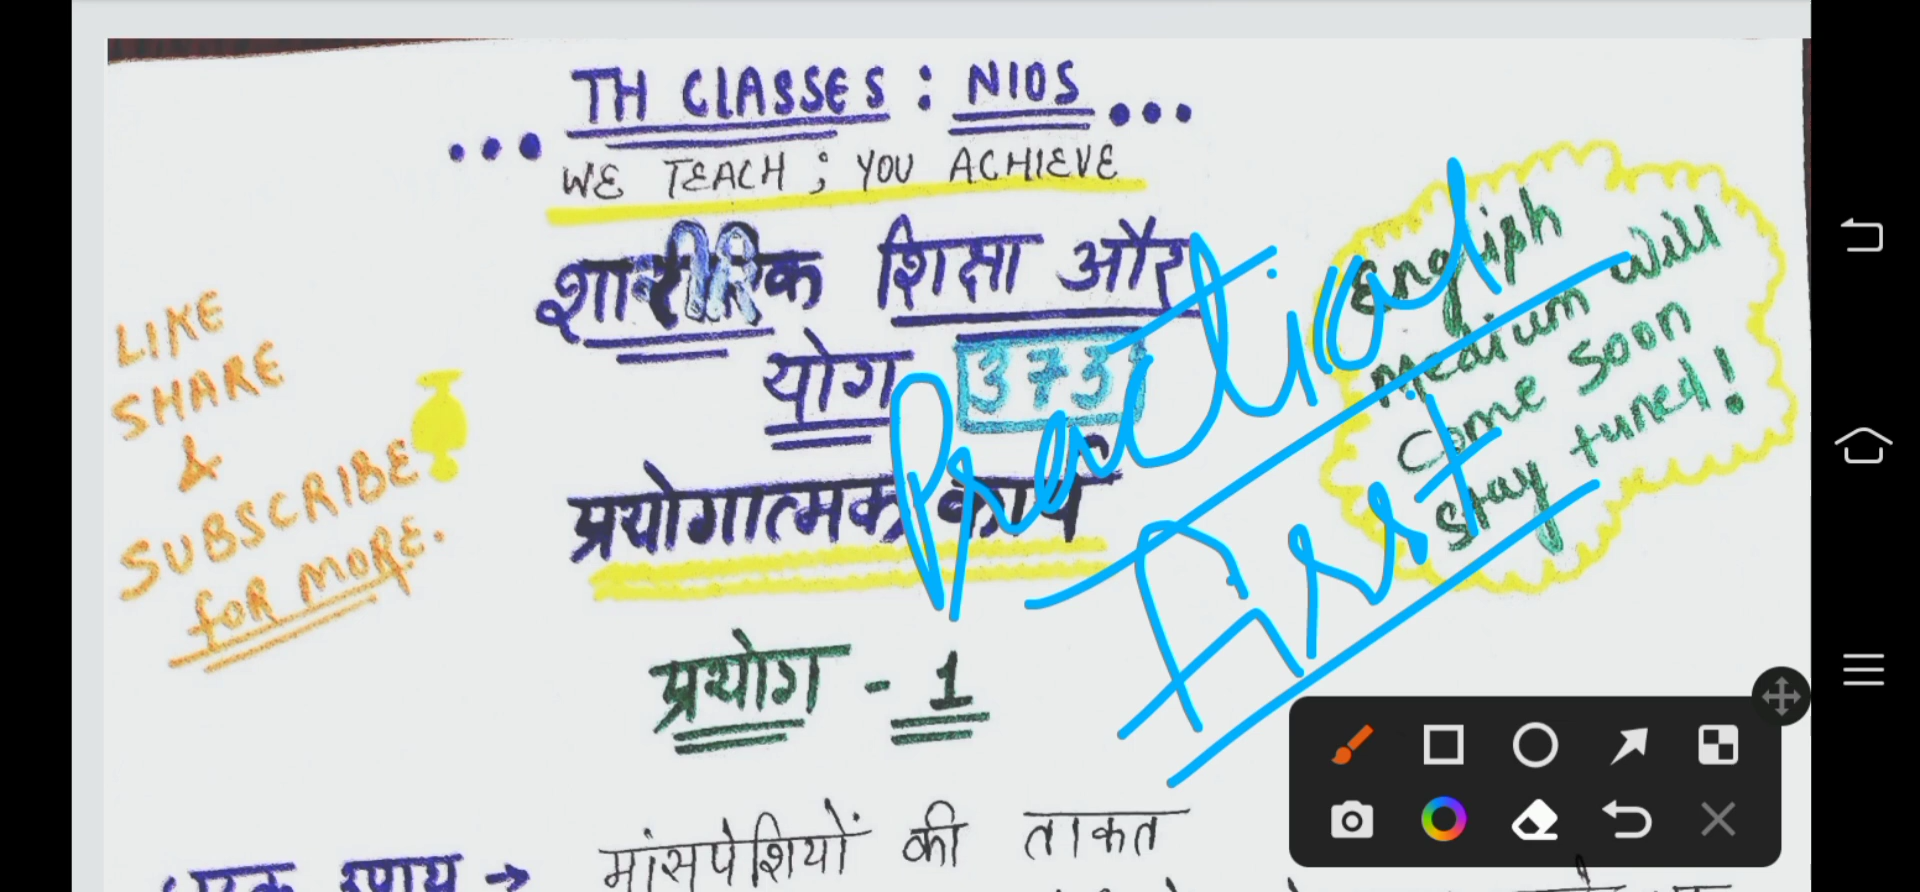 TH CLASSES : NIOS
WE TEACH ; YOU ACHIEVE
शारीरिक शिक्षा और
योग 373
प्रयोगात्मक कार्य
प्रयोग - 1
मांसपेशियों की ताकत
LIKE
SHARE
&
SUBSCRIBE
FOR MORE.
English
Medium will
Come Soon
Stay tuned!
Practical
First